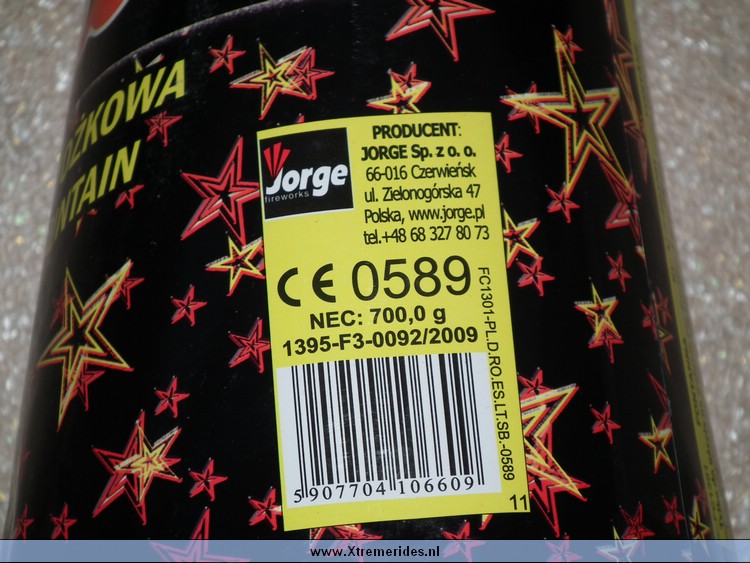 Jorge
fireworks
PRODUCENT:
JORGE Sp. z o. o.
66-016 Czerwieńsk
ul. Zielonogórska 47
Polska, www.jorge.pl
tel.+48 68 327 80 73
CE 0589
NEC: 700,0 g
1395-F3-0092/2009
FC1301-PL.D.RO.ES.LT.SB.-0589
5 907704 106609
11
www.Xtremerides.nl